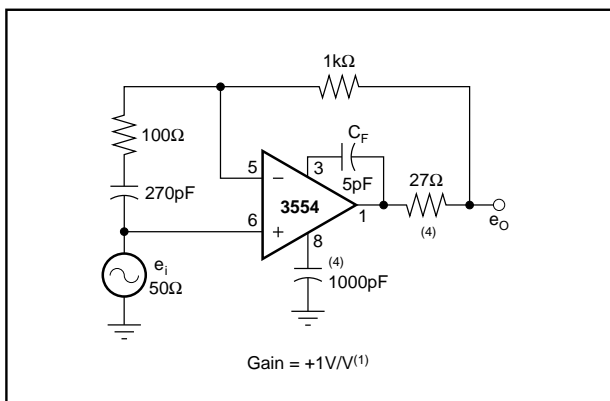 1kΩ
100Ω
C_F
5
3
5pF
27Ω
270pF
−
3554
1
6
+
8
(4)
e_O
e_i
50Ω
(4)
1000pF
Gain = +1V/V(1)